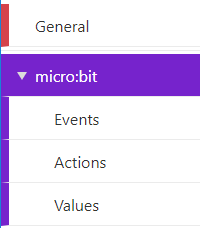 General
micro:bit
Events
Actions
Values